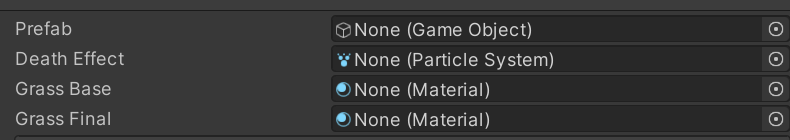 Prefab None (Game Object)
Death Effect None (Particle System)
Grass Base None (Material)
Grass Final None (Material)